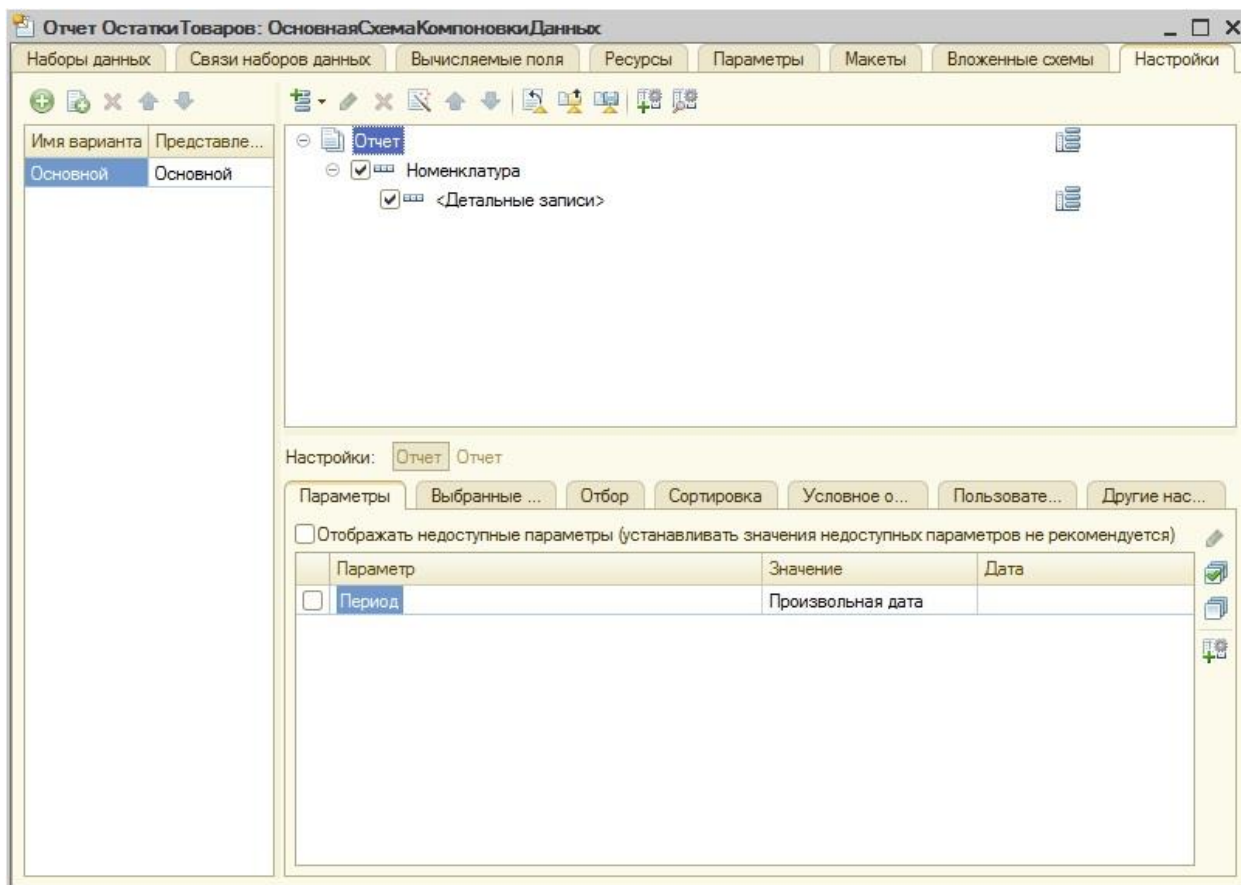 Отчет ОстаткиТоваров: ОсновнаяСхемаКомпоновкиДанных
Наборы данных Связи наборов данных Вычисляемые поля Ресурсы Параметры Макеты Вложенные схемы Настройки
Имя варианта Представле...
Основной Основной
Отчет
Номенклатура
<Детальные записи>
Настройки: Отчет Отчет
Параметры Выбранные ... Отбор Сортировка Условное о... Пользовате... Другие нас...
Отображать недоступные параметры (устанавливать значения недоступных параметров не рекомендуется)
Параметр Значение Дата
Период Произвольная дата